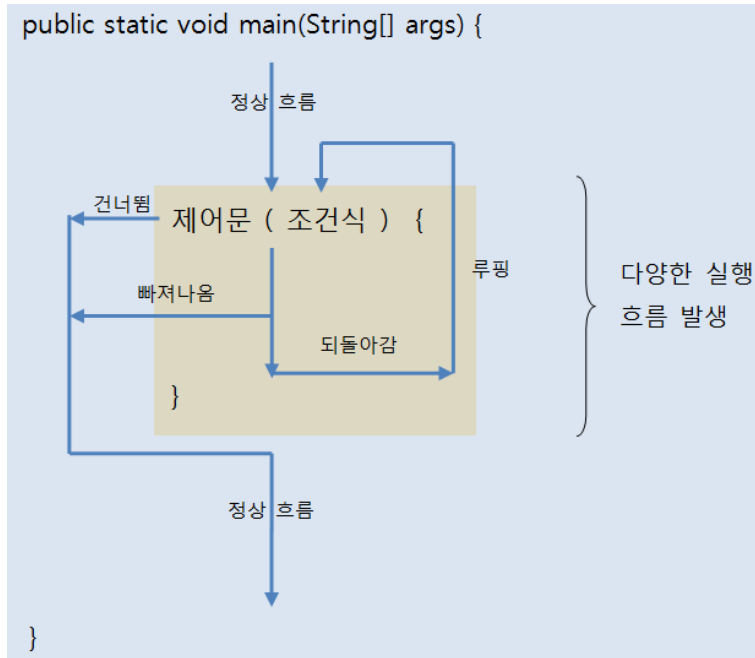 public static void main(String[] args) {
정상 흐름
건너뜀
제어문 ( 조건식 ) {
루핑
다양한 실행
흐름 발생
빠져나옴
되돌아감
}
정상 흐름
}